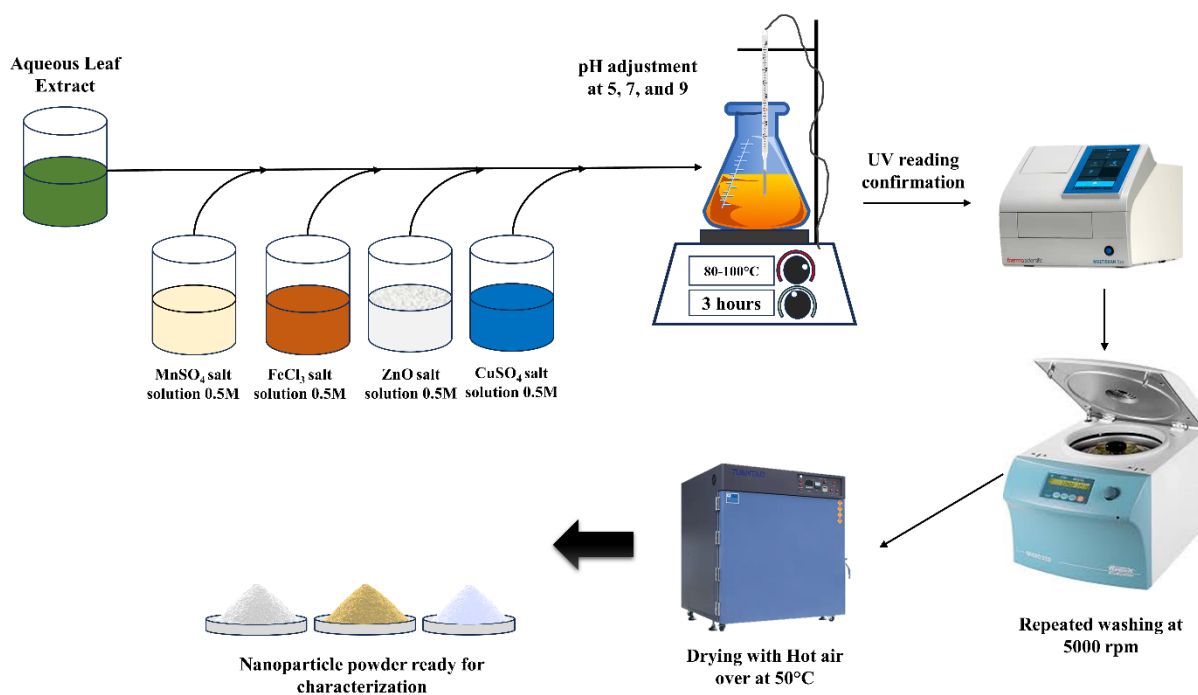 Aqueous Leaf
Extract
pH adjustment
at 5, 7, and 9
UV reading
confirmation
80-100°C
3 hours
MnSO₄ salt
solution 0.5M
FeCl₃ salt
solution 0.5M
ZnO salt
solution 0.5M
CuSO₄ salt
solution 0.5M
Repeated washing at
5000 rpm
Drying with Hot air
over at 50°C
Nanoparticle powder ready for
characterization